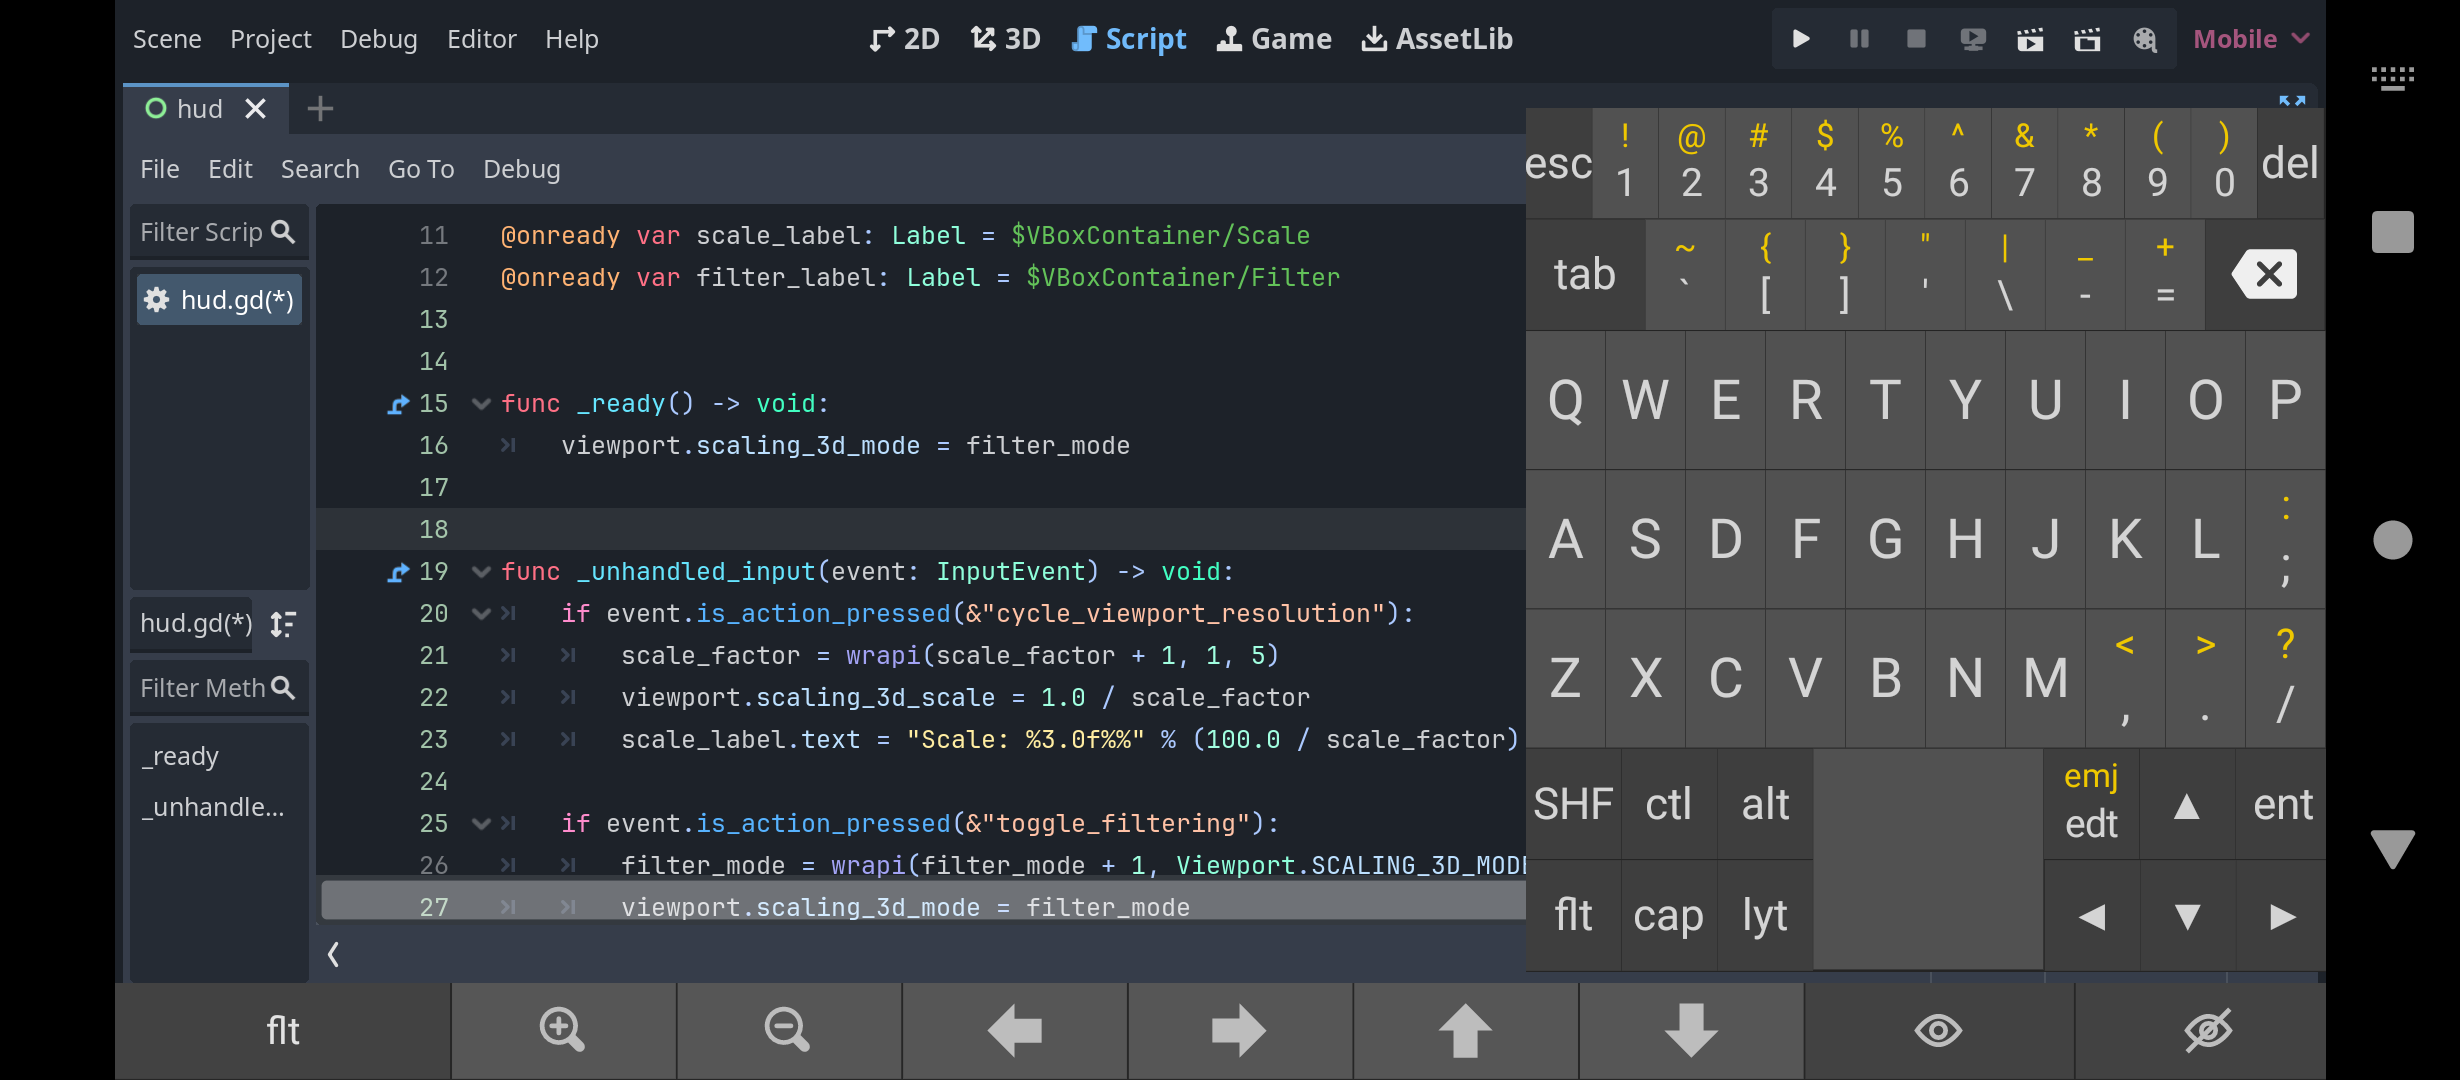 Scene Project Debug Editor Help 2D 3D Script Game AssetLib Mobile
hud
File Edit Search Go To Debug
Filter Scrip
hud.gd(*)
hud.gd(*)
Filter Meth
_ready
_unhandle...
11 @onready var scale_label: Label = $VBoxContainer/Scale
12 @onready var filter_label: Label = $VBoxContainer/Filter
13
14
15 func _ready() -> void:
16 viewport.scaling_3d_mode = filter_mode
17
18
19 func _unhandled_input(event: InputEvent) -> void:
20 if event.is_action_pressed(&"cycle_viewport_resolution"):
21 scale_factor = wrapi(scale_factor + 1, 1, 5)
22 viewport.scaling_3d_scale = 1.0 / scale_factor
23 scale_label.text = "Scale: %3.0f%%" % (100.0 / scale_factor)
24
25 if event.is_action_pressed(&"toggle_filtering"):
26 filter_mode = wrapi(filter_mode + 1, Viewport.SCALING_3D_MODE
27 viewport.scaling_3d_mode = filter_mode
! @ # $ % ^ & * ( )
esc 1 2 3 4 5 6 7 8 9 0 del
~ { } " | _ +
tab ` [ ] ' \ - =
Q W E R T Y U I O P
:
A S D F G H J K L ;
< > ?
Z X C V B N M , . /
emj
SHF ctl alt edt ▲ ent
flt cap lyt ◀ ▼ ▶
flt